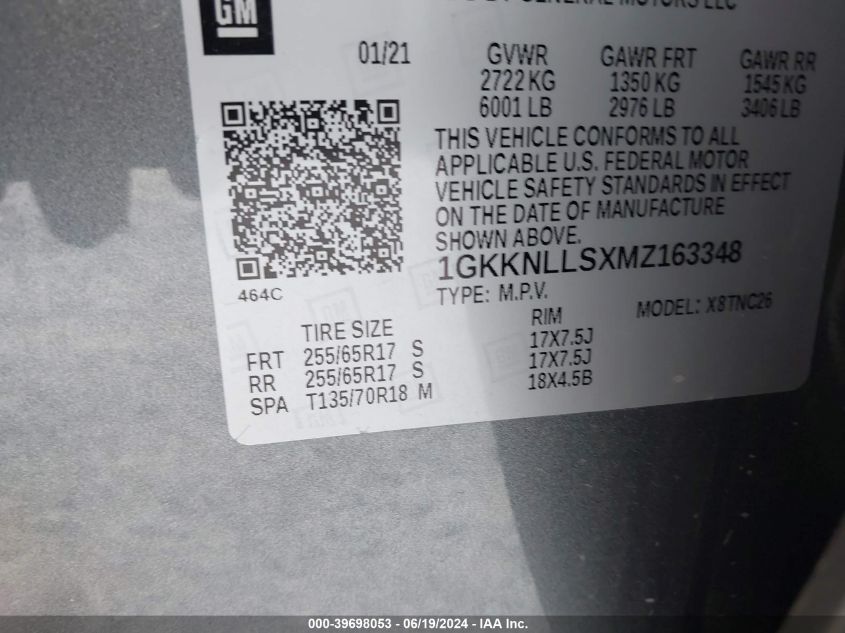 GM
GENERAL MOTORS LLC
01/21 GVWR GAWR FRT GAWR RR
2722 KG 1350 KG 1545 KG
6001 LB 2976 LB 3406 LB
THIS VEHICLE CONFORMS TO ALL
APPLICABLE U.S. FEDERAL MOTOR
VEHICLE SAFETY STANDARDS IN EFFECT
ON THE DATE OF MANUFACTURE
SHOWN ABOVE.
1GKKNLLSXMZ163348
464C
TYPE: M.P.V. MODEL: X8TNC26
TIRE SIZE RIM
FRT 255/65R17 S 17X7.5J
RR 255/65R17 S 17X7.5J
SPA T135/70R18 M 18X4.5B
000-39698053 - 06/19/2024 - IAA Inc.